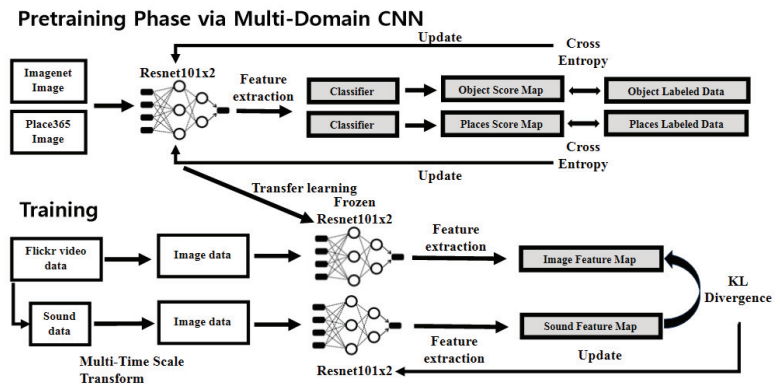 Pretraining Phase via Multi-Domain CNN
Update
Cross
Entropy
Imagenet
Image
Resnet101x2
Feature
extraction
Classifier
Object Score Map
Object Labeled Data
Place365
Image
Classifier
Places Score Map
Places Labeled Data
Update
Cross
Entropy
Transfer learning
Training
Frozen
Resnet101x2
Flickr video
data
Image data
Feature
extraction
Image Feature Map
KL
Divergence
Sound
data
Image data
Feature
extraction
Sound Feature Map
Update
Multi-Time Scale
Transform
Resnet101x2